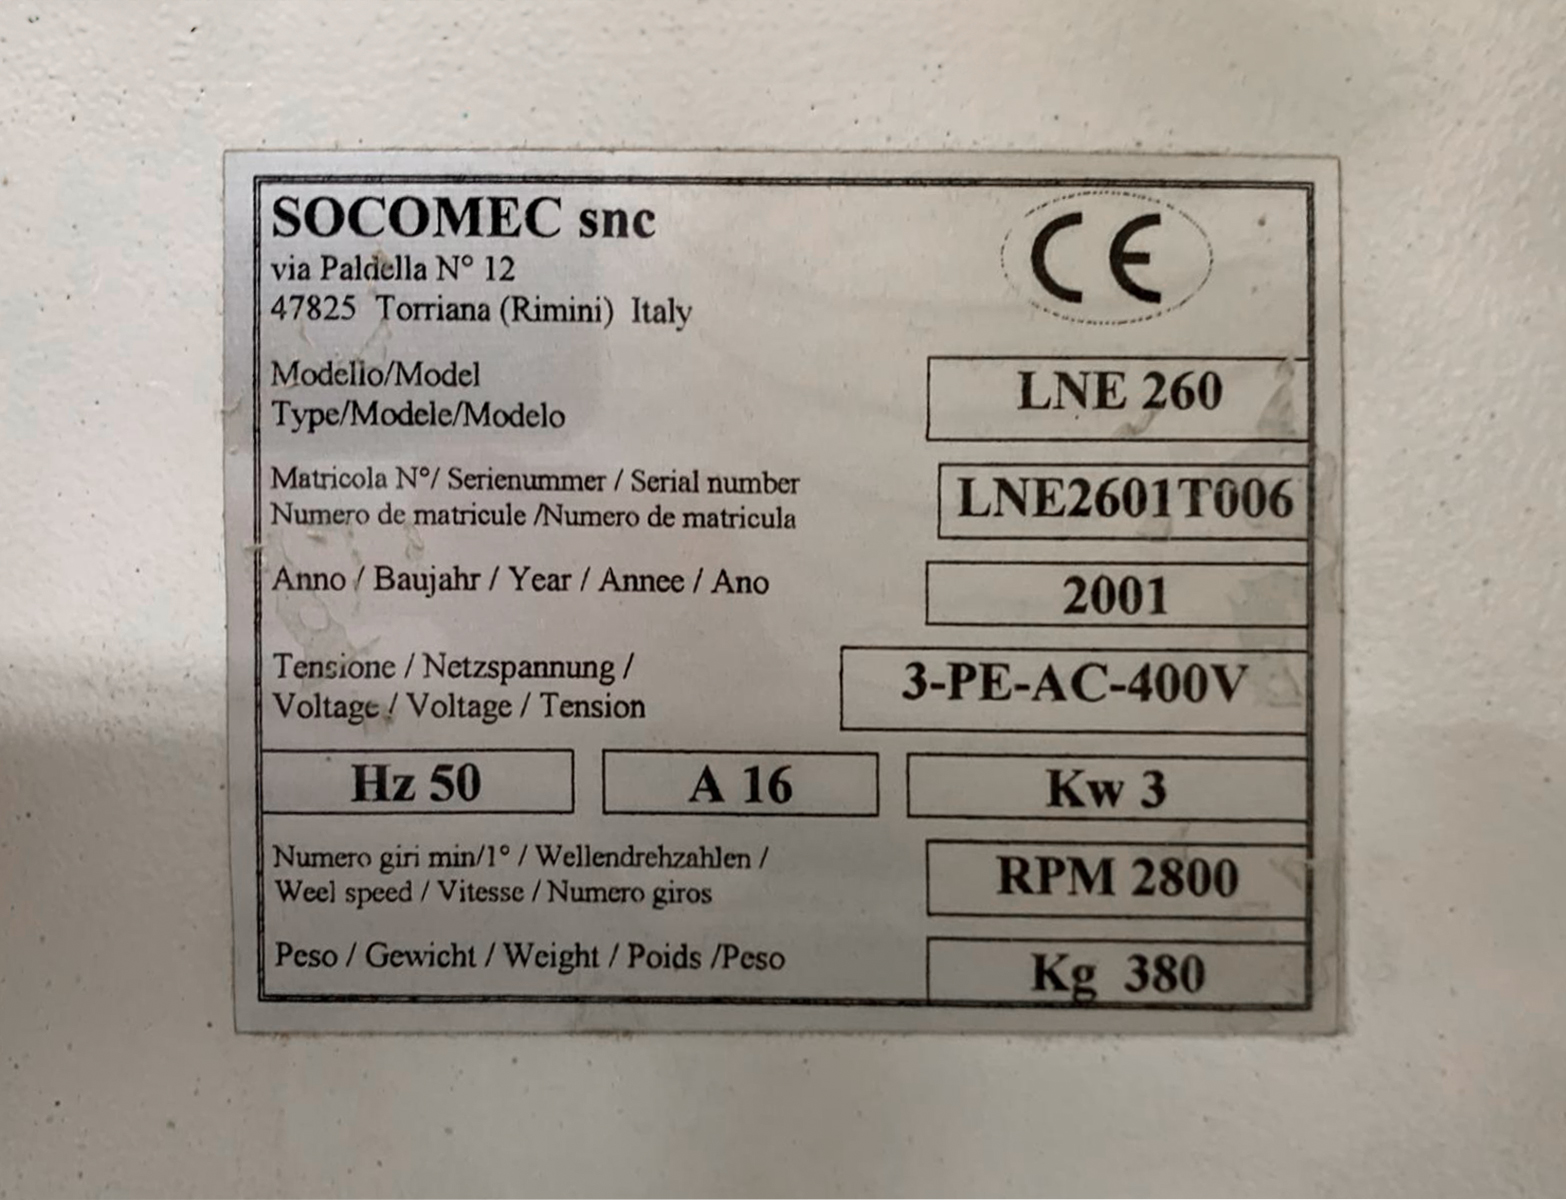 SOCOMEC snc
via Paldella N° 12
47825 Torriana (Rimini) Italy
CE
Modello/Model
Type/Modele/Modelo
LNE 260
Matricola N°/ Serienummer / Serial number
Numero de matricule /Numero de matricula
LNE2601T006
Anno / Baujahr / Year / Annee / Ano
2001
Tensione / Netzspannung /
Voltage / Voltage / Tension
3-PE-AC-400V
Hz 50
A 16
Kw 3
Numero giri min/1° / Wellendrehzahlen /
Weel speed / Vitesse / Numero giros
RPM 2800
Peso / Gewicht / Weight / Poids /Peso
Kg 380